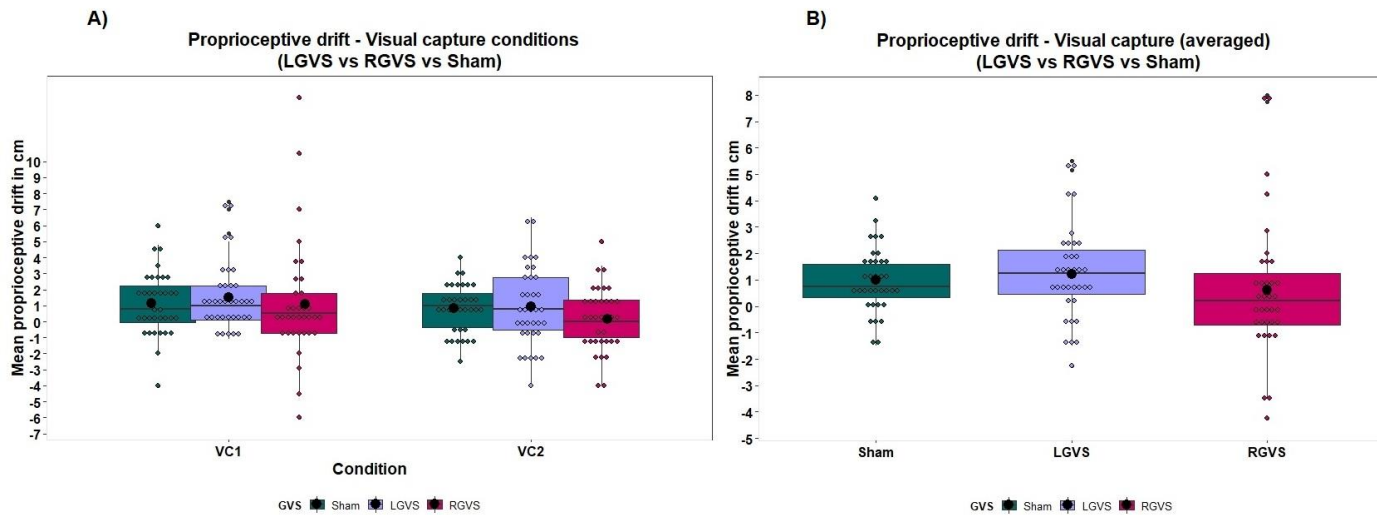 A)
Proprioceptive drift - Visual capture conditions
(LGVS vs RGVS vs Sham)
Mean proprioceptive drift in cm
10
9
8
7
6
5
4
3
2
1
0
-1
-2
-3
-4
-5
-6
-7
VC1
VC2
Condition
GVS Sham LGVS RGVS
B)
Proprioceptive drift - Visual capture (averaged)
(LGVS vs RGVS vs Sham)
Mean proprioceptive drift in cm
8
7
6
5
4
3
2
1
0
-1
-2
-3
-4
-5
Sham
LGVS
RGVS
GVS Sham LGVS RGVS